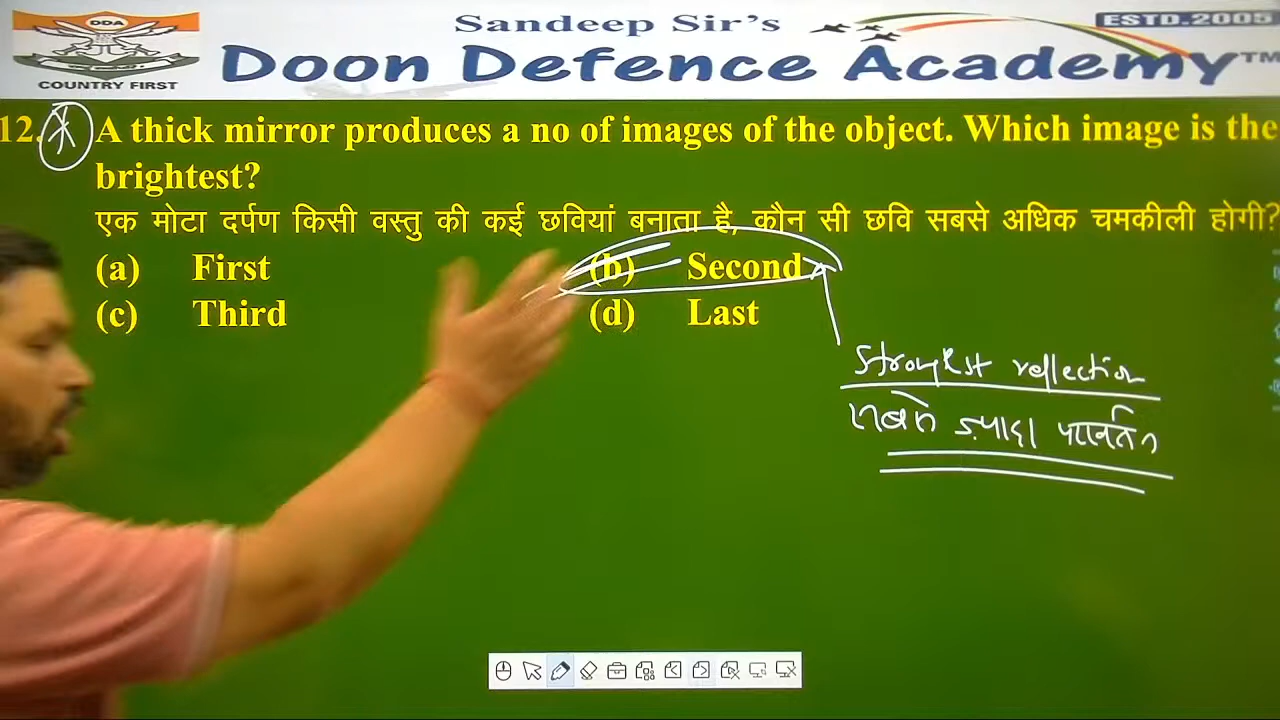 Sandeep Sir's
ESTD.2005
DDA
COUNTRY FIRST
Doon Defence Academy™
12. A thick mirror produces a no of images of the object. Which image is the
brightest?
एक मोटा दर्पण किसी वस्तु की कई छवियां बनाता है, कौन सी छवि सबसे अधिक चमकीली होगी?
(a) First (b) Second
(c) Third (d) Last
Strongest reflection
सबसे ज़्यादा परावर्तन